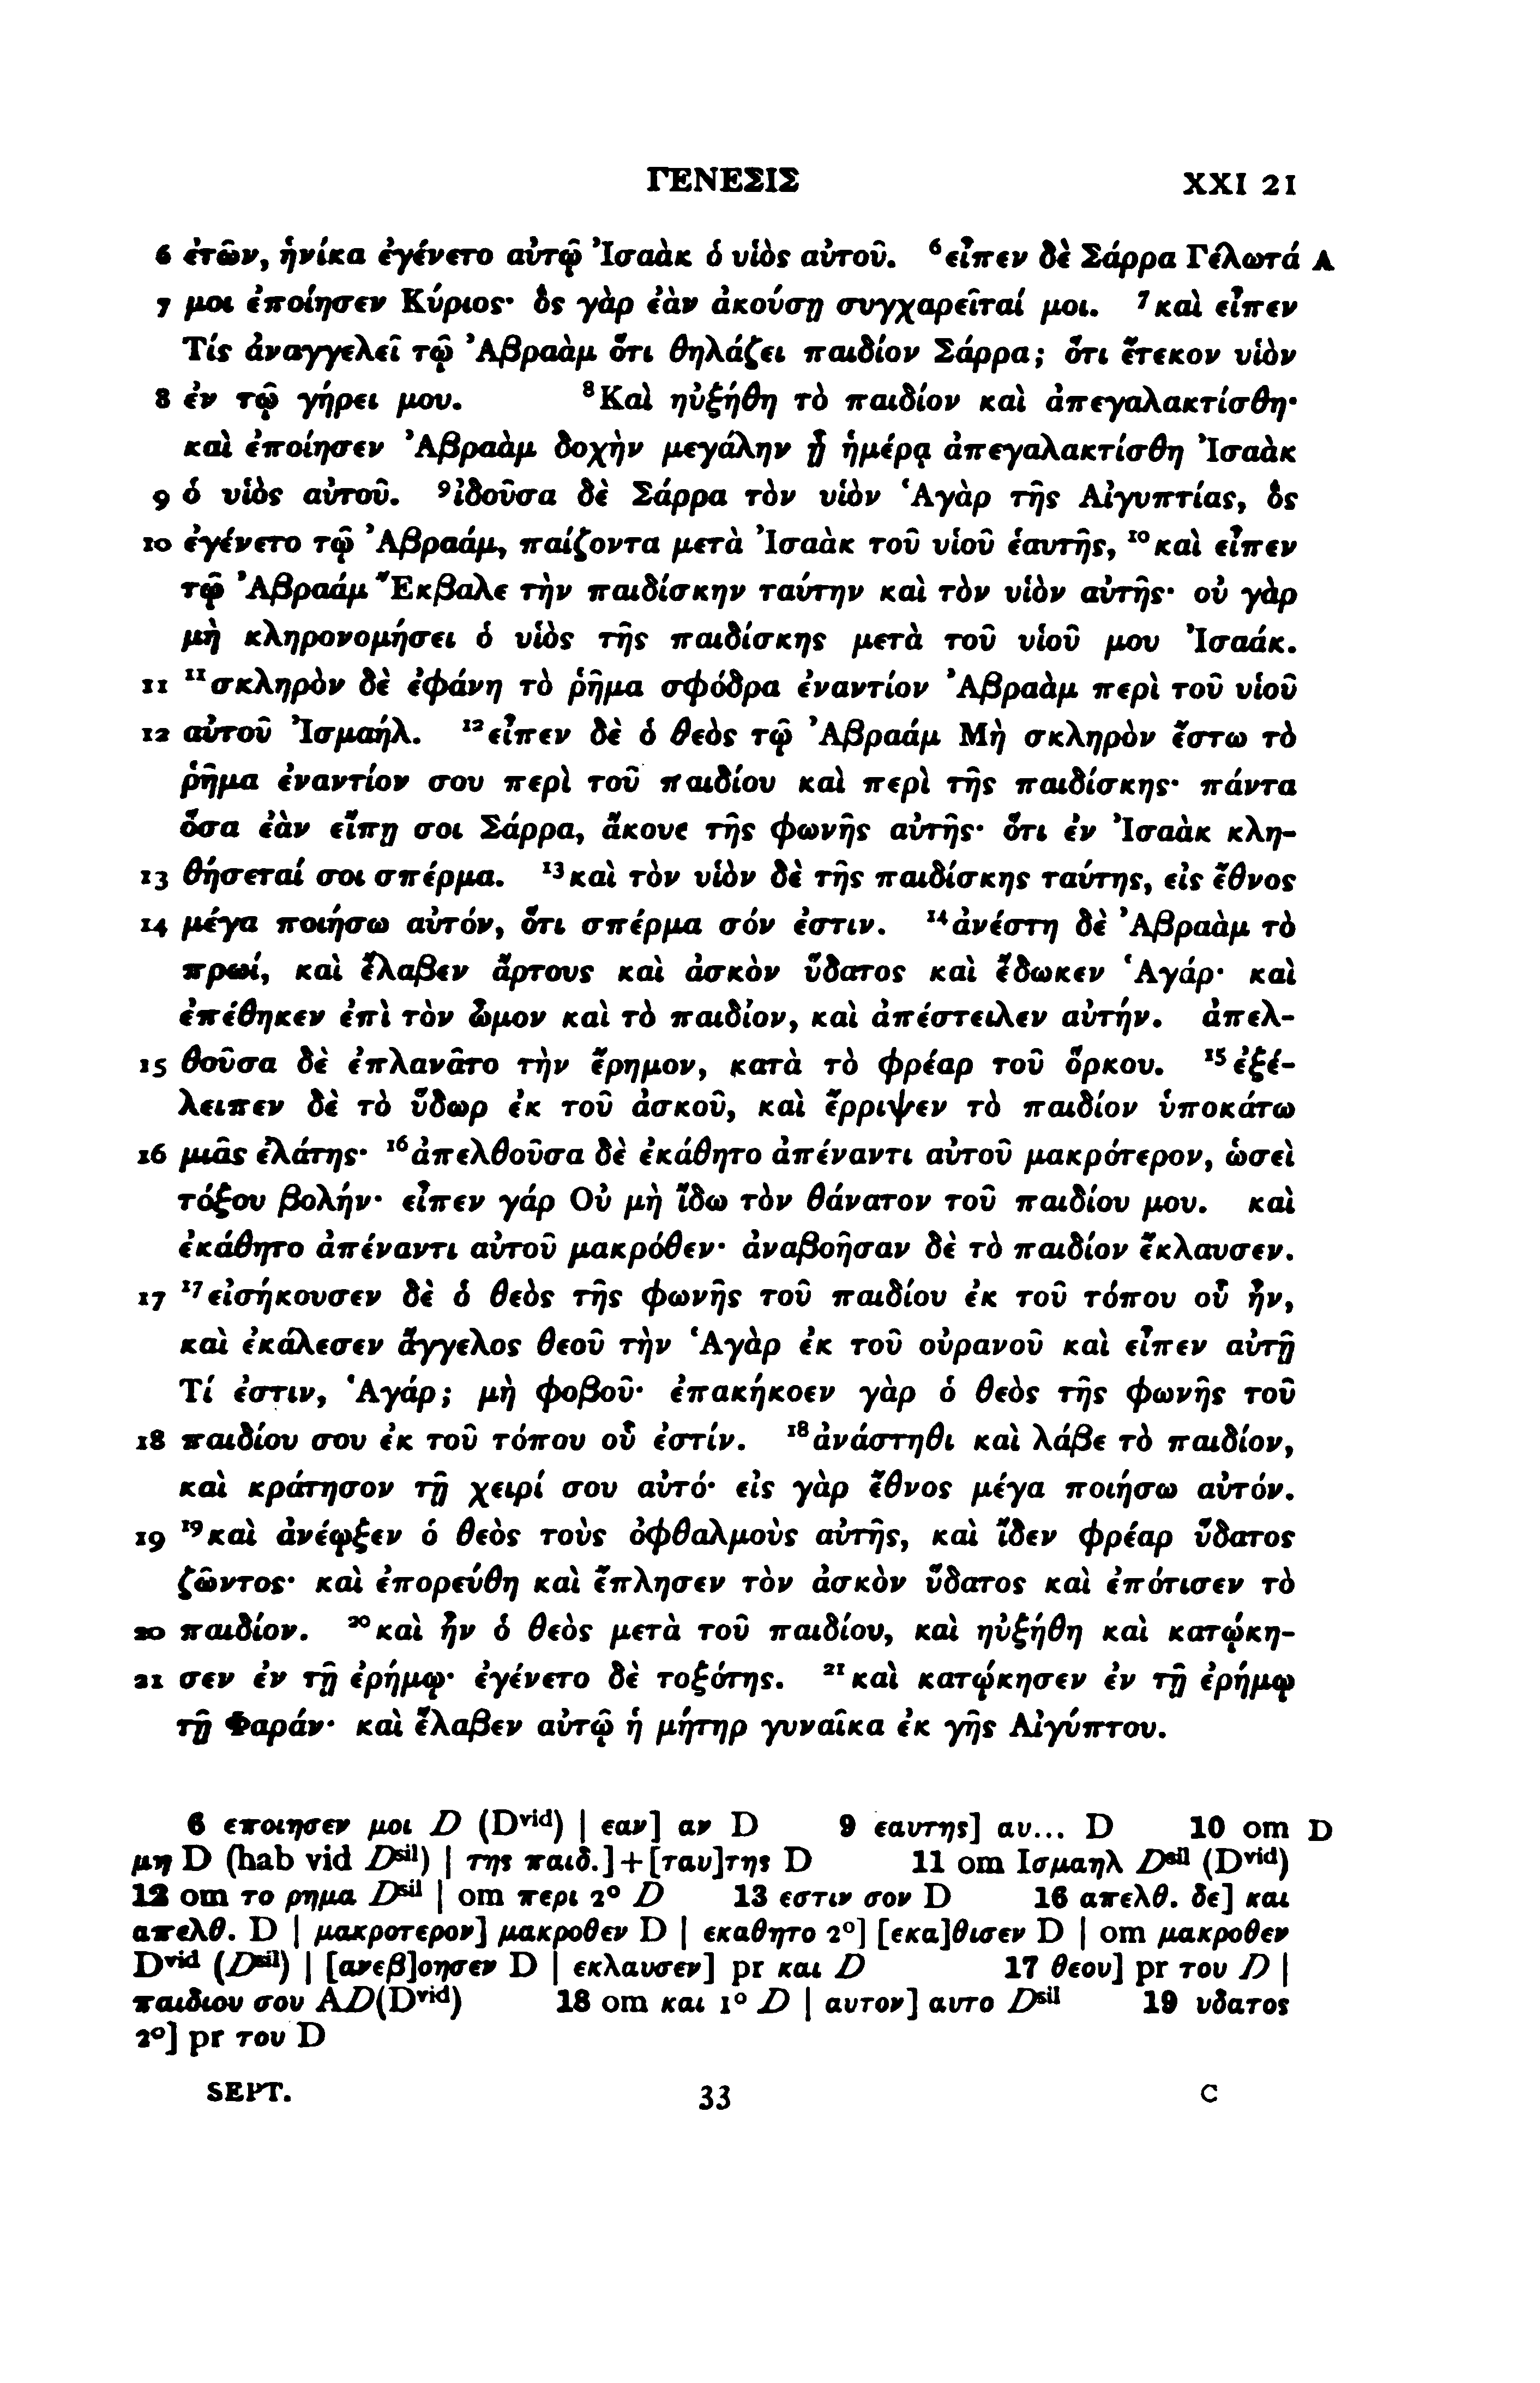 ΓΕΝΕΣΙΣ XXI 21
6 ἐτῶν, ἡνίκα ἐγένετο αὐτῷ Ἰσαὰκ ὁ υἱὸς αὐτοῦ. ⁶εἶπεν δὲ Σάρρα Γέλωτά A
7 μοι ἐποίησεν Κύριος· ὃς γὰρ ἐὰν ἀκούσῃ συγχαρεῖταί μοι. ⁷καὶ εἶπεν
Τίς ἀναγγελεῖ τῷ Ἀβραὰμ ὅτι θηλάζει παιδίον Σάρρα; ὅτι ἔτεκον υἱὸν
8 ἐν τῷ γήρει μου. ⁸Καὶ ηὐξήθη τὸ παιδίον καὶ ἀπεγαλακτίσθη·
καὶ ἐποίησεν Ἀβραὰμ δοχὴν μεγάλην ᾗ ἡμέρᾳ ἀπεγαλακτίσθη Ἰσαὰκ
9 ὁ υἱὸς αὐτοῦ. ⁹ἰδοῦσα δὲ Σάρρα τὸν υἱὸν Ἁγὰρ τῆς Αἰγυπτίας, ὃς
10 ἐγένετο τῷ Ἀβραάμ, παίζοντα μετὰ Ἰσαὰκ τοῦ υἱοῦ ἑαυτῆς, ¹⁰καὶ εἶπεν
τῷ Ἀβραάμ Ἔκβαλε τὴν παιδίσκην ταύτην καὶ τὸν υἱὸν αὐτῆς· οὐ γὰρ
μὴ κληρονομήσει ὁ υἱὸς τῆς παιδίσκης μετὰ τοῦ υἱοῦ μου Ἰσαάκ.
11 ¹¹σκληρὸν δὲ ἐφάνη τὸ ῥῆμα σφόδρα ἐναντίον Ἀβραὰμ περὶ τοῦ υἱοῦ
12 αὐτοῦ Ἰσμαήλ. ¹²εἶπεν δὲ ὁ θεὸς τῷ Ἀβραάμ Μὴ σκληρὸν ἔστω τὸ
ῥῆμα ἐναντίον σου περὶ τοῦ παιδίου καὶ περὶ τῆς παιδίσκης· πάντα
ὅσα ἐὰν εἴπῃ σοι Σάρρα, ἄκουε τῆς φωνῆς αὐτῆς· ὅτι ἐν Ἰσαὰκ κλη-
13 θήσεταί σοι σπέρμα. ¹³καὶ τὸν υἱὸν δὲ τῆς παιδίσκης ταύτης, εἰς ἔθνος
14 μέγα ποιήσω αὐτόν, ὅτι σπέρμα σόν ἐστιν. ¹⁴ἀνέστη δὲ Ἀβραὰμ τὸ
πρωί, καὶ ἔλαβεν ἄρτους καὶ ἀσκὸν ὕδατος καὶ ἔδωκεν Ἁγάρ· καὶ
ἐπέθηκεν ἐπὶ τὸν ὦμον καὶ τὸ παιδίον, καὶ ἀπέστειλεν αὐτήν. ἀπελ-
15 θοῦσα δὲ ἐπλανᾶτο τὴν ἔρημον, κατὰ τὸ φρέαρ τοῦ ὅρκου. ¹⁵ἐξέ-
λειπεν δὲ τὸ ὕδωρ ἐκ τοῦ ἀσκοῦ, καὶ ἔρριψεν τὸ παιδίον ὑποκάτω
16 μιᾶς ἐλάτης· ¹⁶ἀπελθοῦσα δὲ ἐκάθητο ἀπέναντι αὐτοῦ μακρότερον, ὡσεὶ
τόξου βολήν· εἶπεν γάρ Οὐ μὴ ἴδω τὸν θάνατον τοῦ παιδίου μου. καὶ
ἐκάθητο ἀπέναντι αὐτοῦ μακρόθεν· ἀναβοῆσαν δὲ τὸ παιδίον ἔκλαυσεν.
17 ¹⁷εἰσήκουσεν δὲ ὁ θεὸς τῆς φωνῆς τοῦ παιδίου ἐκ τοῦ τόπου οὗ ἦν,
καὶ ἐκάλεσεν ἄγγελος θεοῦ τὴν Ἁγὰρ ἐκ τοῦ οὐρανοῦ καὶ εἶπεν αὐτῇ
Τί ἐστιν, Ἁγάρ; μὴ φοβοῦ· ἐπακήκοεν γὰρ ὁ θεὸς τῆς φωνῆς τοῦ
18 παιδίου σου ἐκ τοῦ τόπου οὗ ἐστίν. ¹⁸ἀνάστηθι καὶ λάβε τὸ παιδίον,
καὶ κράτησον τῇ χειρί σου αὐτό· εἰς γὰρ ἔθνος μέγα ποιήσω αὐτόν.
19 ¹⁹καὶ ἀνέῳξεν ὁ θεὸς τοὺς ὀφθαλμοὺς αὐτῆς, καὶ ἴδεν φρέαρ ὕδατος
ζῶντος· καὶ ἐπορεύθη καὶ ἔπλησεν τὸν ἀσκὸν ὕδατος καὶ ἐπότισεν τὸ
20 παιδίον. ²⁰καὶ ἦν ὁ θεὸς μετὰ τοῦ παιδίου, καὶ ηὐξήθη καὶ κατῴκη-
21 σεν ἐν τῇ ἐρήμῳ· ἐγένετο δὲ τοξότης. ²¹καὶ κατῴκησεν ἐν τῇ ἐρήμῳ
τῇ Φαράν· καὶ ἔλαβεν αὐτῷ ἡ μήτηρ γυναῖκα ἐκ γῆς Αἰγύπτου.
6 εποιησεν μοι D (Dvid) | εαν] αν D 9 εαυτης] αυ... D 10 om D
μη D (hab vid Dsil) | της παιδ.]+[ταυ]της D 11 om Ισμαηλ Dsil (Dvid)
12 om το ρημα Dsil | om περι 2° D 13 εστιν σον D 16 απελθ. δε] και
απελθ. D | μακροτερον] μακροθεν D | εκαθητο 2°] [εκα]θισεν D | om μακροθεν
Dvid (Dsil) | [ανεβ]οησεν D | εκλαυσεν] pr και D 17 θεου] pr του D |
παιδιου σου AD(Dvid) 18 om και 1° D | αυτον] αυτο Dsil 19 υδατος
2°] pr του D
SEPT. 33 C